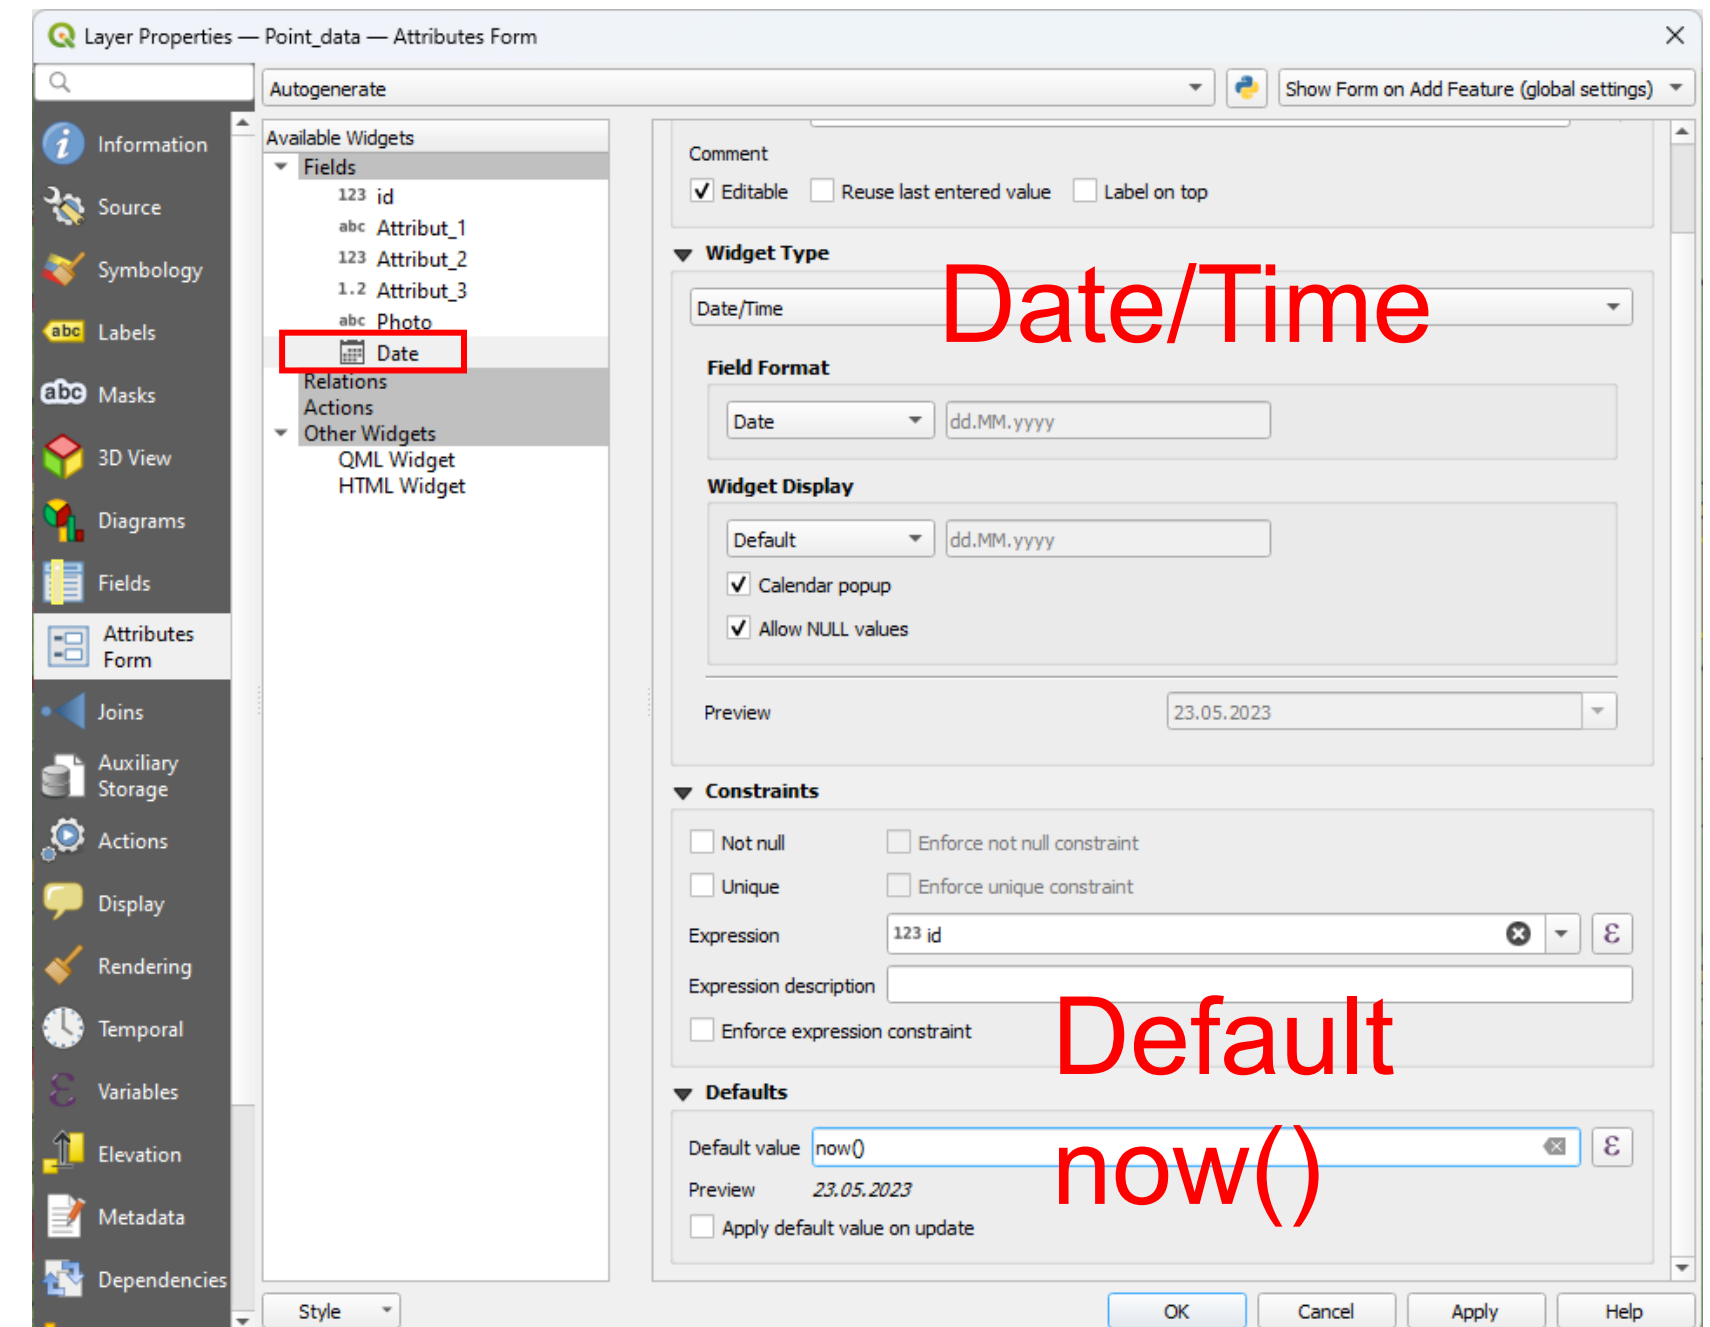 Layer Properties — Point_data — Attributes Form
Autogenerate
Show Form on Add Feature (global settings)
Information
Source
Symbology
abc Labels
abc Masks
3D View
Diagrams
Fields
Attributes
Form
Joins
Auxiliary
Storage
Actions
Display
Rendering
Temporal
Variables
Elevation
Metadata
Dependencies
Available Widgets
Fields
123 id
abc Attribut_1
123 Attribut_2
1.2 Attribut_3
abc Photo
Date
Relations
Actions
Other Widgets
QML Widget
HTML Widget
Comment
Editable Reuse last entered value Label on top
Widget Type
Date/Time
Date/Time
Field Format
Date dd.MM.yyyy
Widget Display
Default dd.MM.yyyy
Calendar popup
Allow NULL values
Preview 23.05.2023
Constraints
Not null Enforce not null constraint
Unique Enforce unique constraint
Expression 123 id ε
Expression description
Enforce expression constraint
Default
Defaults
Default value now() ε
now()
Preview 23.05.2023
Apply default value on update
Style OK Cancel Apply Help